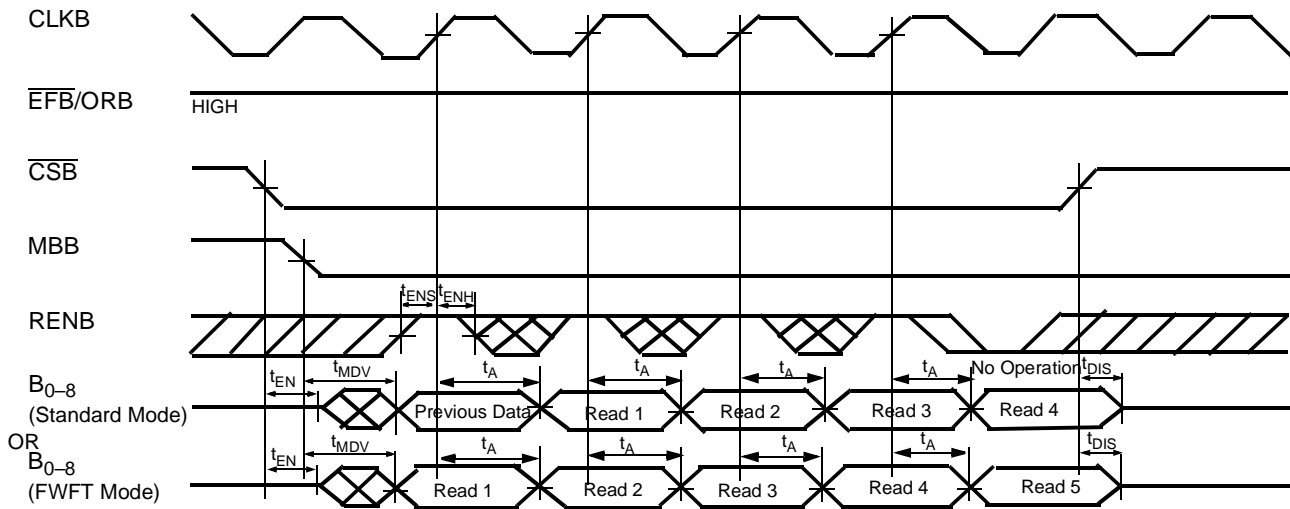 CLKB
EFB/ORB
HIGH
CSB
MBB
tENS tENH
RENB
tEN tMDV tA tA tA tA No Operation tDIS
B0–8
(Standard Mode)
Previous Data Read 1 Read 2 Read 3 Read 4
OR
tEN tMDV tA tA tA tA tDIS
B0–8
(FWFT Mode)
Read 1 Read 2 Read 3 Read 4 Read 5